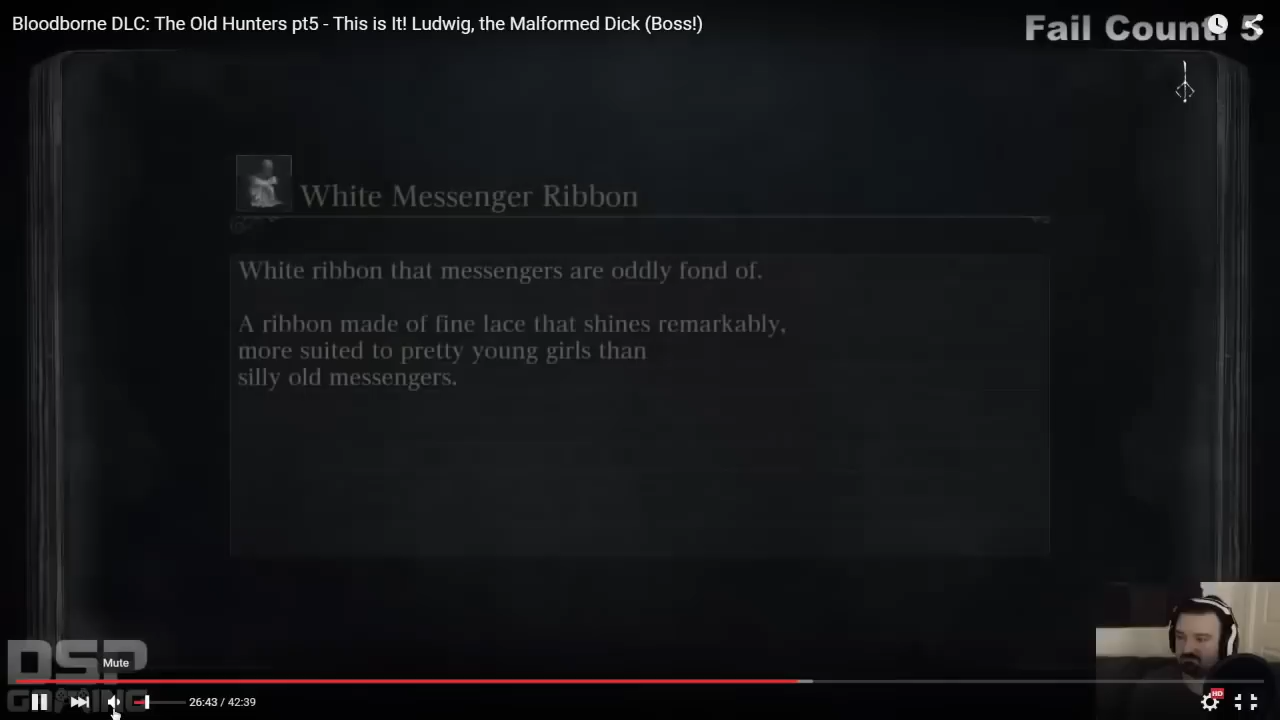 Bloodborne DLC: The Old Hunters pt5 - This is It! Ludwig, the Malformed Dick (Boss!)
Fail Count: 5
White Messenger Ribbon
White ribbon that messengers are oddly fond of.
A ribbon made of fine lace that shines remarkably,
more suited to pretty young girls than
silly old messengers.
DSP
GAMING
Mute
26:43 / 42:39
HD